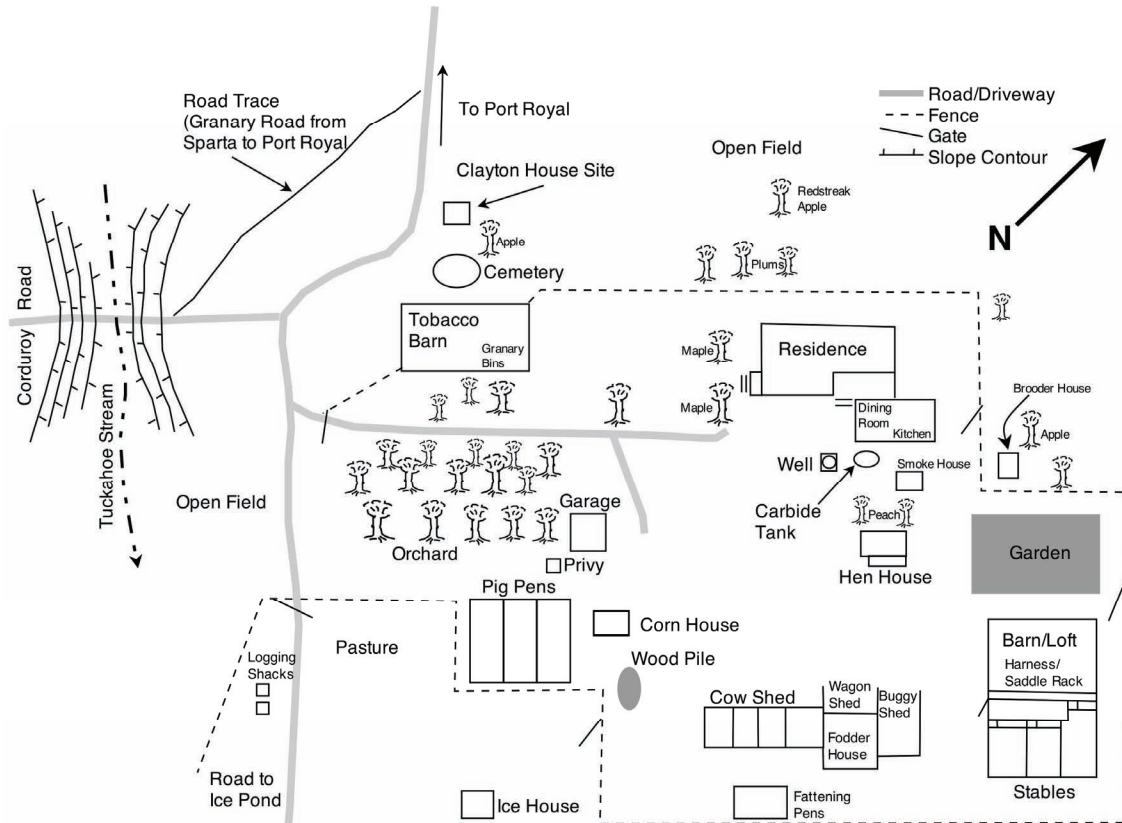 Road/Driveway
Fence
Gate
Slope Contour
N
Road Trace
(Granary Road from
Sparta to Port Royal
To Port Royal
Clayton House Site
Apple
Cemetery
Open Field
Redstreak
Apple
Plums
Corduroy Road
Tuckahoe Stream
Tobacco
Barn
Granary
Bins
Maple
Maple
Residence
Dining
Room
Kitchen
Brooder House
Apple
Well
Smoke House
Carbide
Tank
Peach
Hen House
Garden
Open Field
Orchard
Garage
Privy
Pig Pens
Corn House
Wood Pile
Pasture
Logging
Shacks
Road to
Ice Pond
Ice House
Cow Shed
Wagon
Shed
Buggy
Shed
Fodder
House
Fattening
Pens
Barn/Loft
Harness/
Saddle Rack
Stables